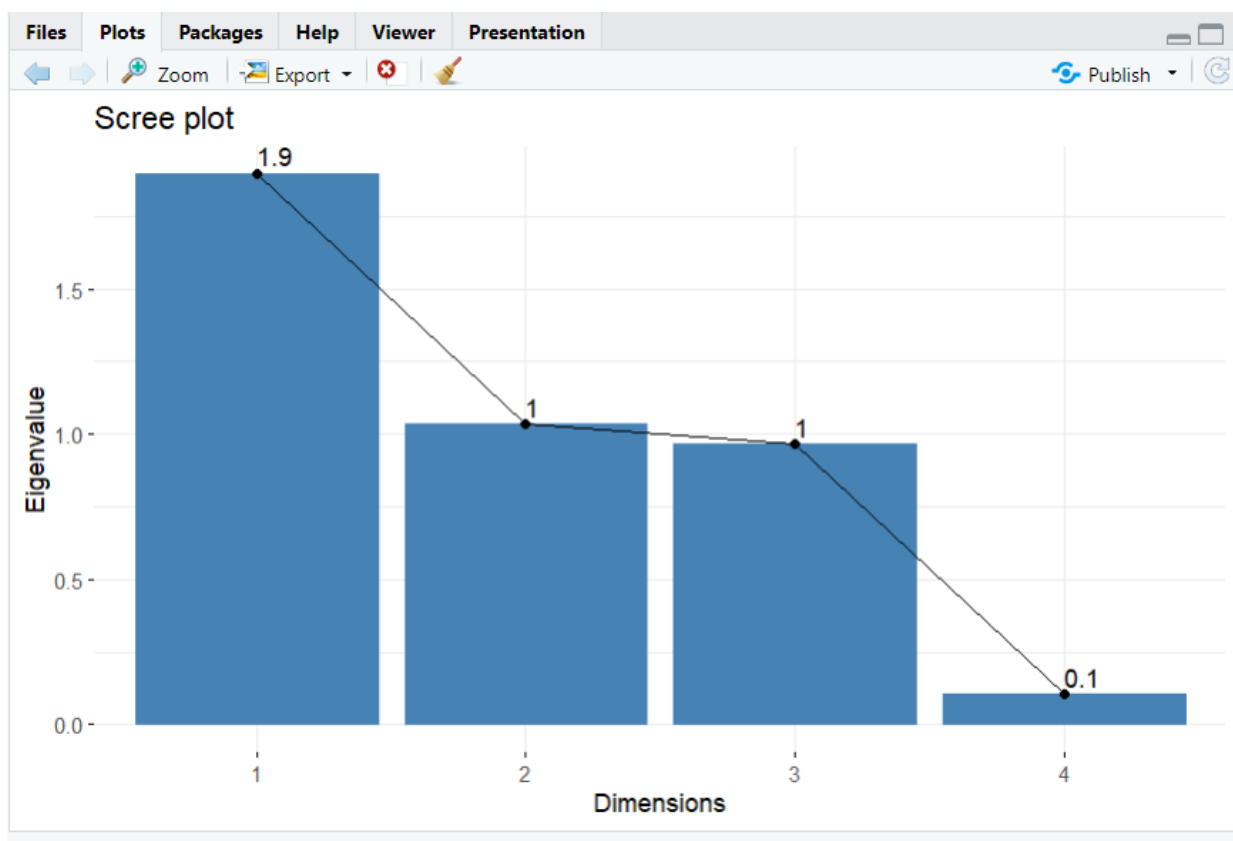 Files Plots Packages Help Viewer Presentation
Zoom Export Publish
Scree plot
1.9
1
1
0.1
1.5
1.0
0.5
0.0
Eigenvalue
1 2 3 4
Dimensions